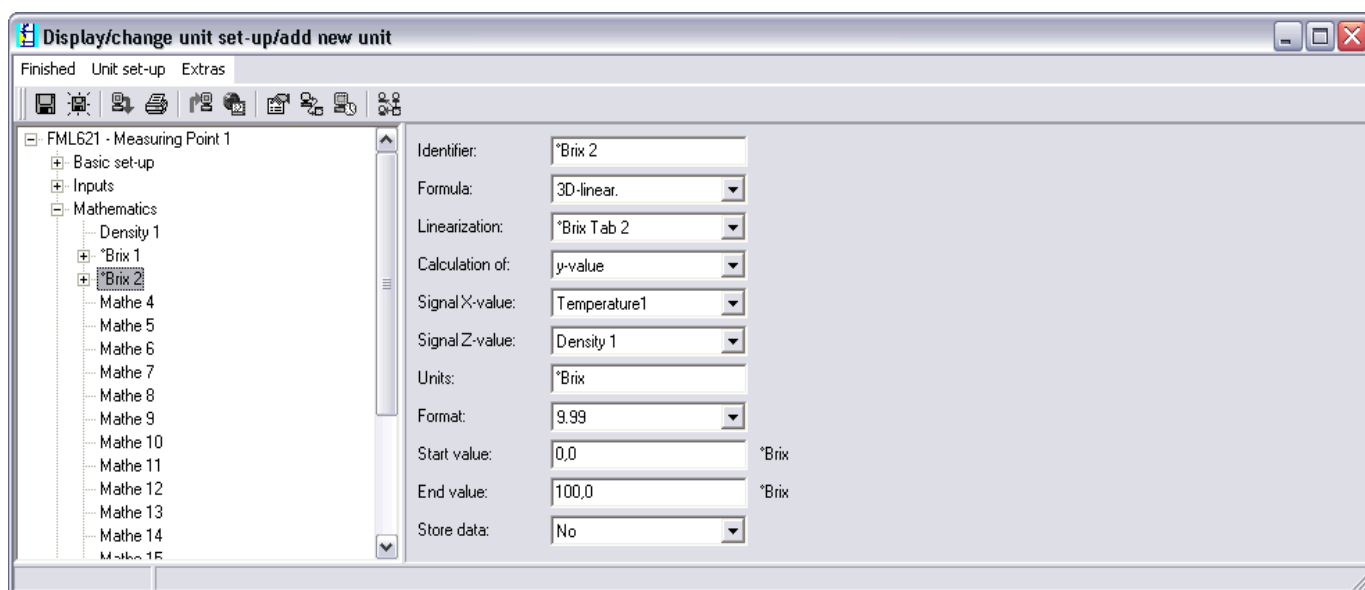 Display/change unit set-up/add new unit
Finished Unit set-up Extras
FML621 - Measuring Point 1
Basic set-up
Inputs
Mathematics
Density 1
°Brix 1
°Brix 2
Mathe 4
Mathe 5
Mathe 6
Mathe 7
Mathe 8
Mathe 9
Mathe 10
Mathe 11
Mathe 12
Mathe 13
Mathe 14
Mathe 15
Identifier: °Brix 2
Formula: 3D-linear.
Linearization: °Brix Tab 2
Calculation of: y-value
Signal X-value: Temperature1
Signal Z-value: Density 1
Units: °Brix
Format: 9.99
Start value: 0,0 °Brix
End value: 100,0 °Brix
Store data: No